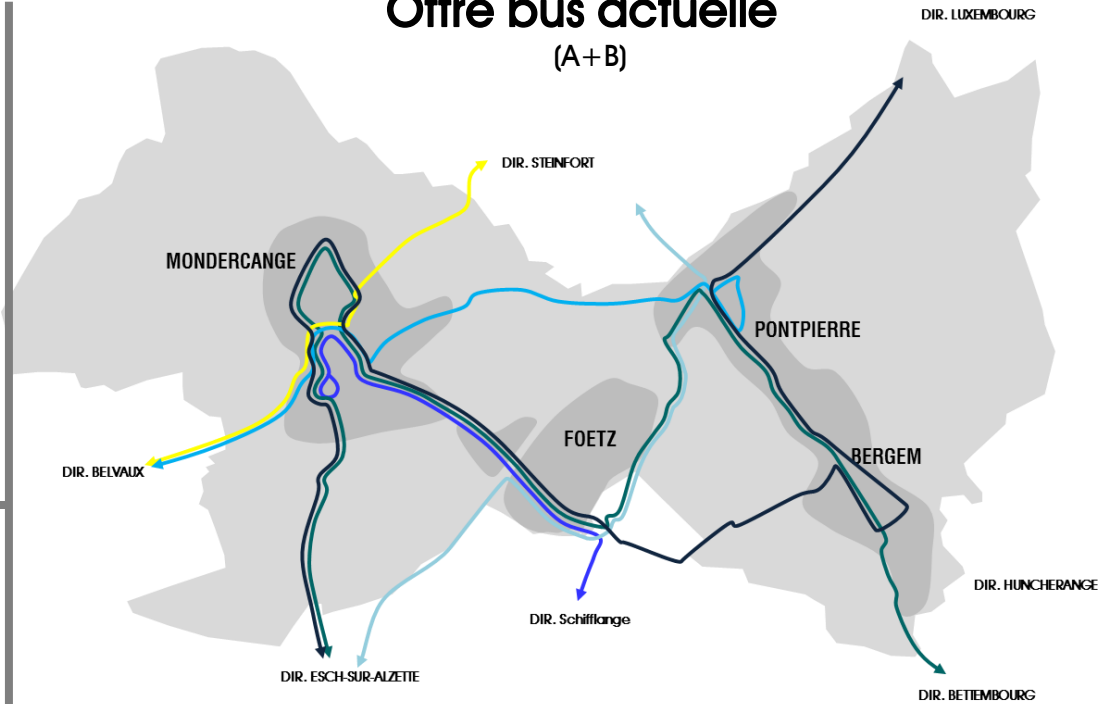 Offre bus actuelle
(A+B)
DIR. LUXEMBOURG
DIR. STEINFORT
MONDERCANGE
PONTPIERRE
FOETZ
BERGEM
DIR. BELVAUX
DIR. HUNCHERANGE
DIR. Schifflange
DIR. ESCH-SUR-ALZETTE
DIR. BETTEMBOURG